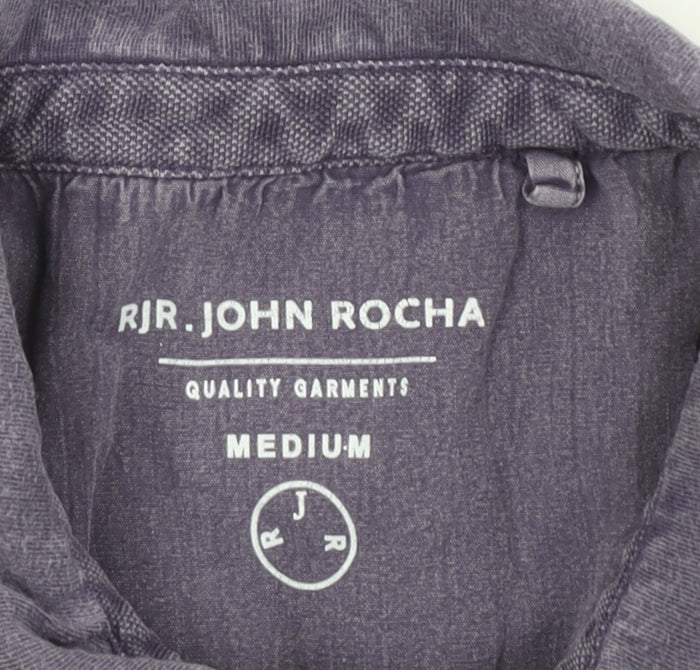 RJR. JOHN ROCHA
QUALITY GARMENTS
MEDIUM
J
R R